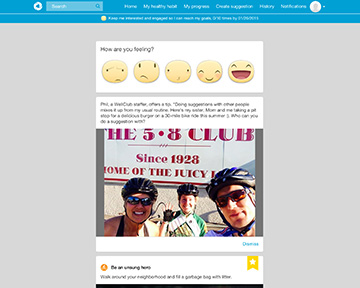 Search
Home
My healthy habit
My progress
Create suggestion
History
Notifications
Keep me interested and engaged so I can reach my goals. 0/10 times by 01/29/2015
How are you feeling?
Phil, a WellClub staffer, offers a tip. "Doing suggestions with other people
mixes it up from my usual routine. Here's my sister, Mom and me taking a pit
stop for a delicious burger on a 30-mile bike ride this summer :). Who can you
do a suggestion with?
THE 5·8 CLUB
Since 1928
HOME OF THE JUICY
Dismiss
Be an unsung hero
Walk around your neighborhood and fill a garbage bag with litter.